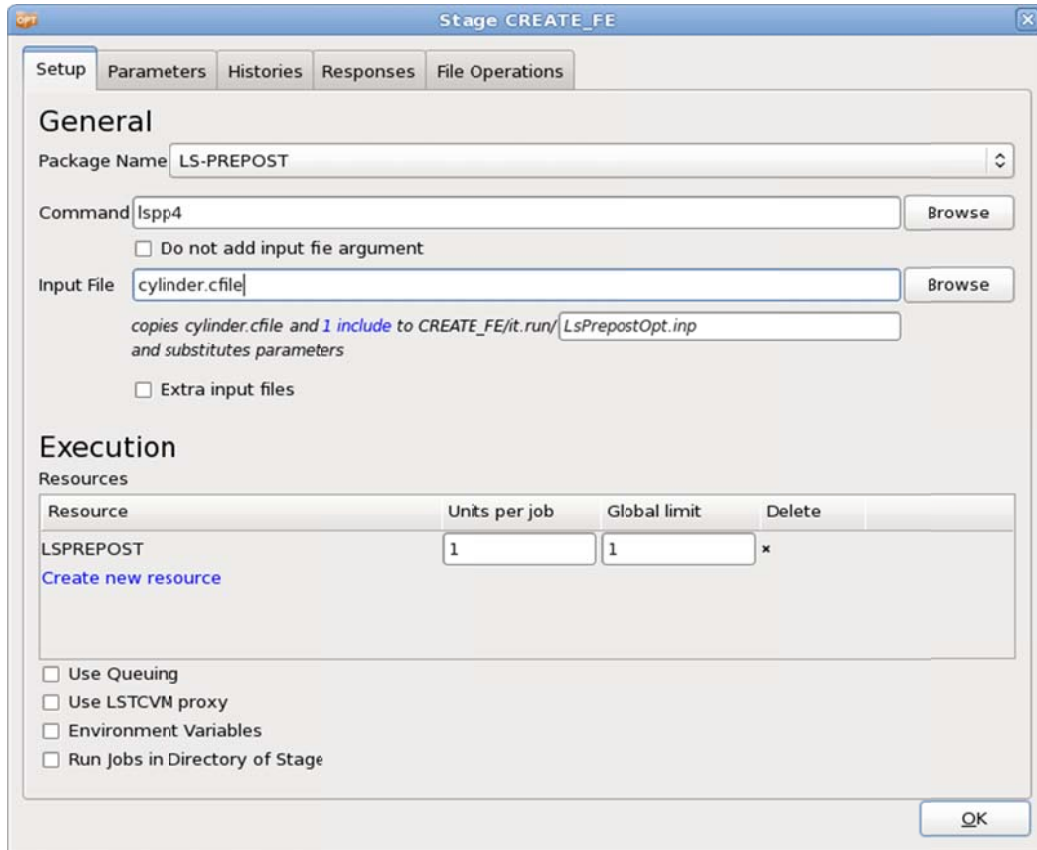 OPT Stage CREATE_FE
Setup Parameters Histories Responses File Operations
General
Package Name LS-PREPOST
Command lspp4 Browse
Do not add input fie argument
Input File cylinder.cfile Browse
copies cylinder.cfile and 1 include to CREATE_FE/it.run/ LsPrepostOpt.inp
and substitutes parameters
Extra input files
Execution
Resources
Resource Units per job Global limit Delete
LSPREPOST 1 1 ×
Create new resource
Use Queuing
Use LSTCVM proxy
Environment Variables
Run Jobs in Directory of Stage
OK